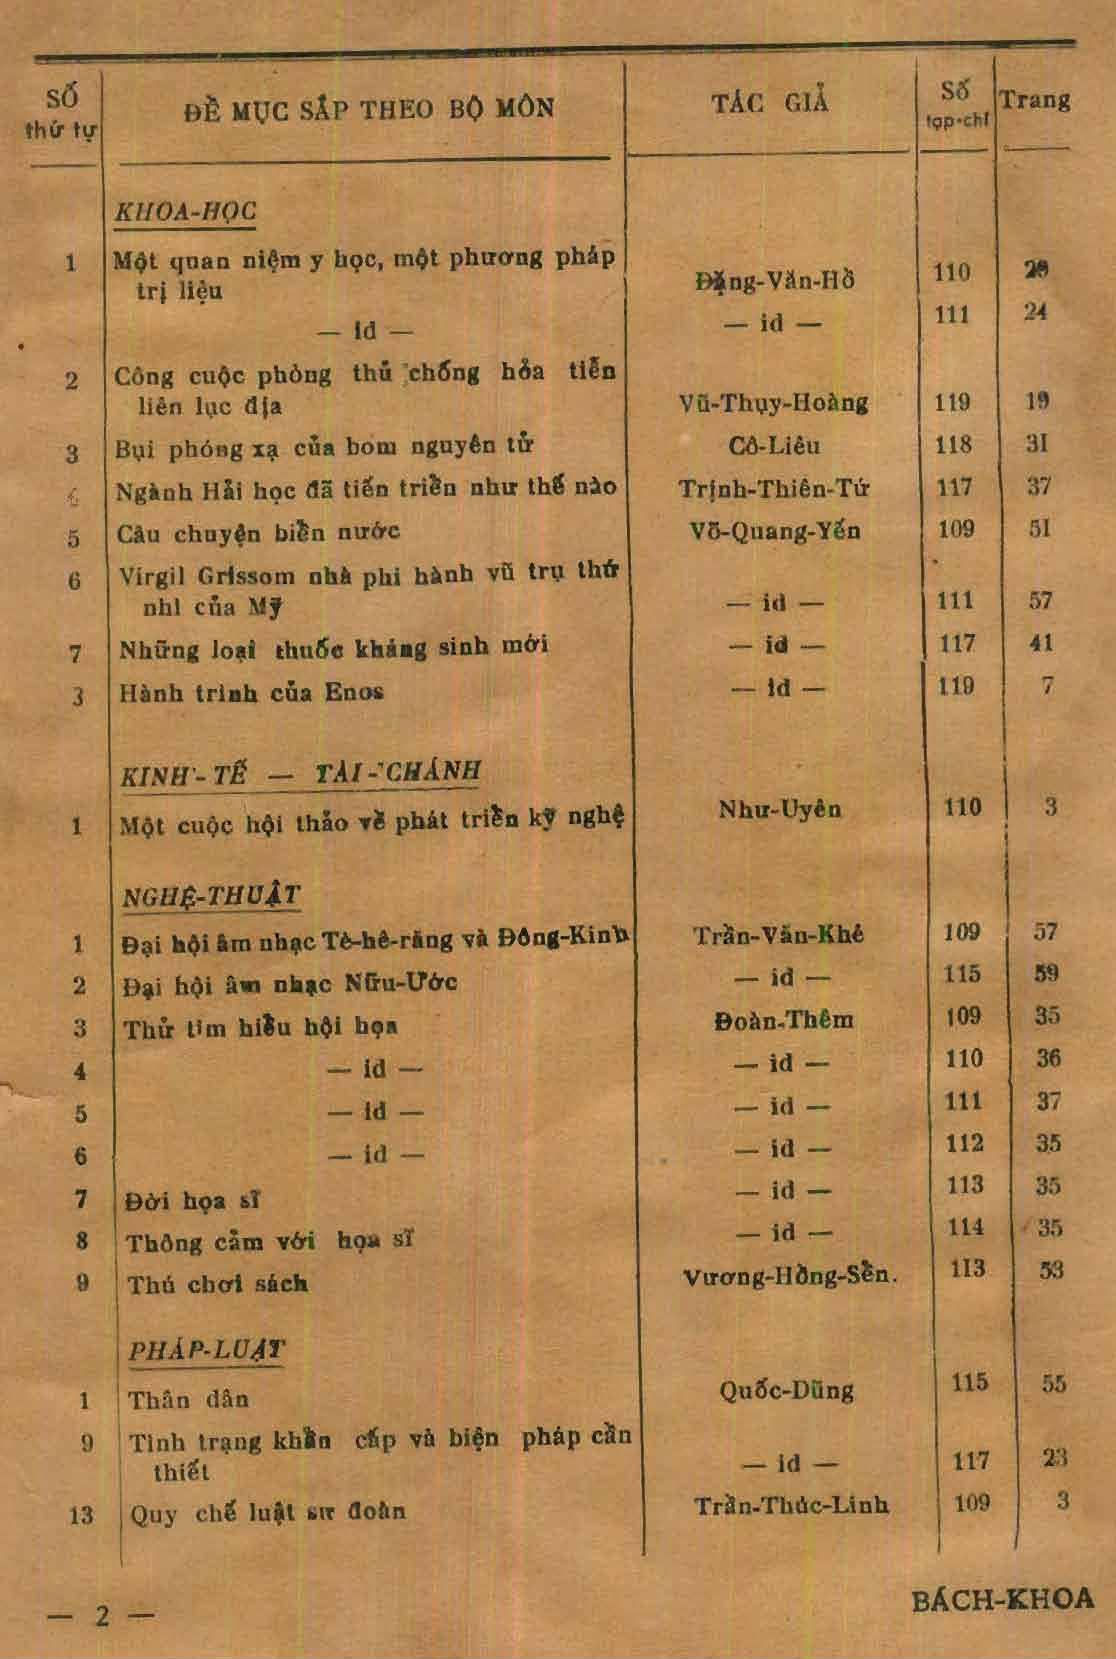 SỐ thứ tự | ĐỀ MỤC SẮP THEO BỘ MÔN | TÁC GIẢ | Số tạp-chí | Trang
KHOA-HỌC
1 | Một quan niệm y học, một phương pháp
trị liệu | Đặng-Văn-Hồ | 110 |
— id — | — id — | 111 | 24
2 | Công cuộc phòng thủ chống hỏa tiễn
liên lục địa | Vũ-Thụy-Hoàng | 119 | 19
3 | Bụi phóng xạ của bom nguyên tử | Cô-Liêu | 118 | 31
Ngành Hải học đã tiến triển như thế nào | Trịnh-Thiên-Tứ | 117 | 37
5 | Câu chuyện biển nước | Võ-Quang-Yến | 109 | 51
6 | Virgil Grissom nhà phi hành vũ trụ thứ
nhì của Mỹ | — id — | 111 | 57
7 | Những loại thuốc kháng sinh mới | — id — | 117 | 41
3 | Hành trình của Enos | — id — | 119 | 7
KINH-TẾ — TÀI-CHÁNH
1 | Một cuộc hội thảo về phát triển kỹ nghệ | Như-Uyên | 110 | 3
NGHỆ-THUẬT
1 | Đại hội âm nhạc Tê-hê-răng và Đông-Kinh | Trần-Văn-Khê | 109 | 57
2 | Đại hội âm nhạc Nữu-Ước | — id — | 115 | 59
3 | Thử tìm hiểu hội họa | Đoàn-Thêm | 109 | 35
4 | — id — | — id — | 110 | 36
5 | — id — | — id — | 111 | 37
6 | — id — | — id — | 112 | 35
7 | Đời họa sĩ | — id — | 113 | 35
8 | Thông cảm với họa sĩ | — id — | 114 | 35
9 | Thú chơi sách | Vương-Hồng-Sển. | 113 | 53
PHÁP-LUẬT
1 | Thân dân | Quốc-Dũng | 115 | 55
9 | Tình trạng khẩn cấp và biện pháp cần
thiết | — id — | 117 | 23
13 | Quy chế luật sư đoàn | Trần-Thúc-Linh | 109 | 3
— 2 — BÁCH-KHOA